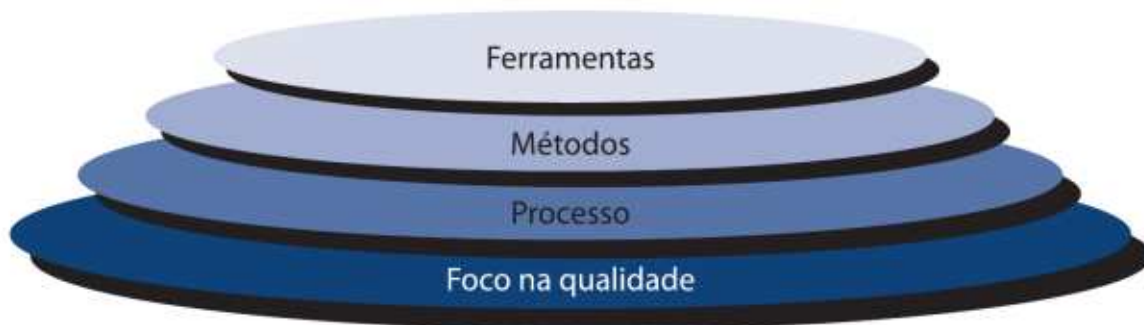 Ferramentas
Métodos
Processo
Foco na qualidade